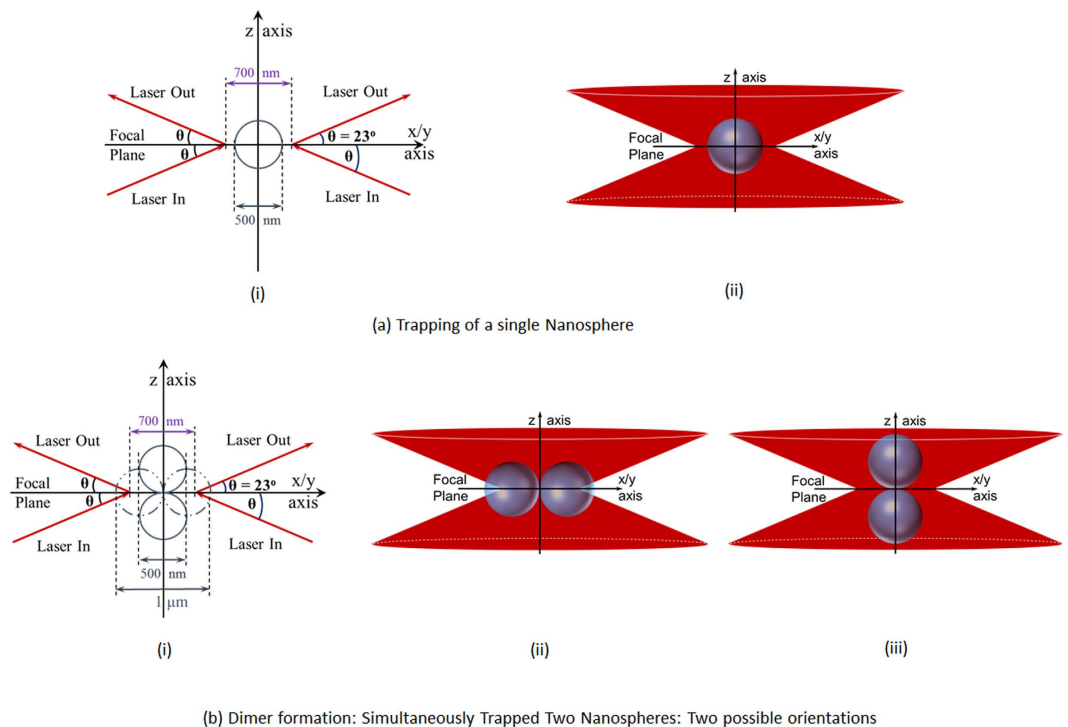 z axis
700 nm
Laser Out
Laser Out
Focal
Plane
θ
θ
θ = 23°
θ
x/y
axis
Laser In
Laser In
500 nm
(i)
z axis
Focal
Plane
x/y
axis
(ii)
(a) Trapping of a single Nanosphere
z axis
700 nm
Laser Out
Laser Out
Focal
Plane
θ
θ
θ = 23°
θ
x/y
axis
Laser In
Laser In
500 nm
1 μm
(i)
z axis
Focal
Plane
x/y
axis
(ii)
z axis
Focal
Plane
x/y
axis
(iii)
(b) Dimer formation: Simultaneously Trapped Two Nanospheres: Two possible orientations